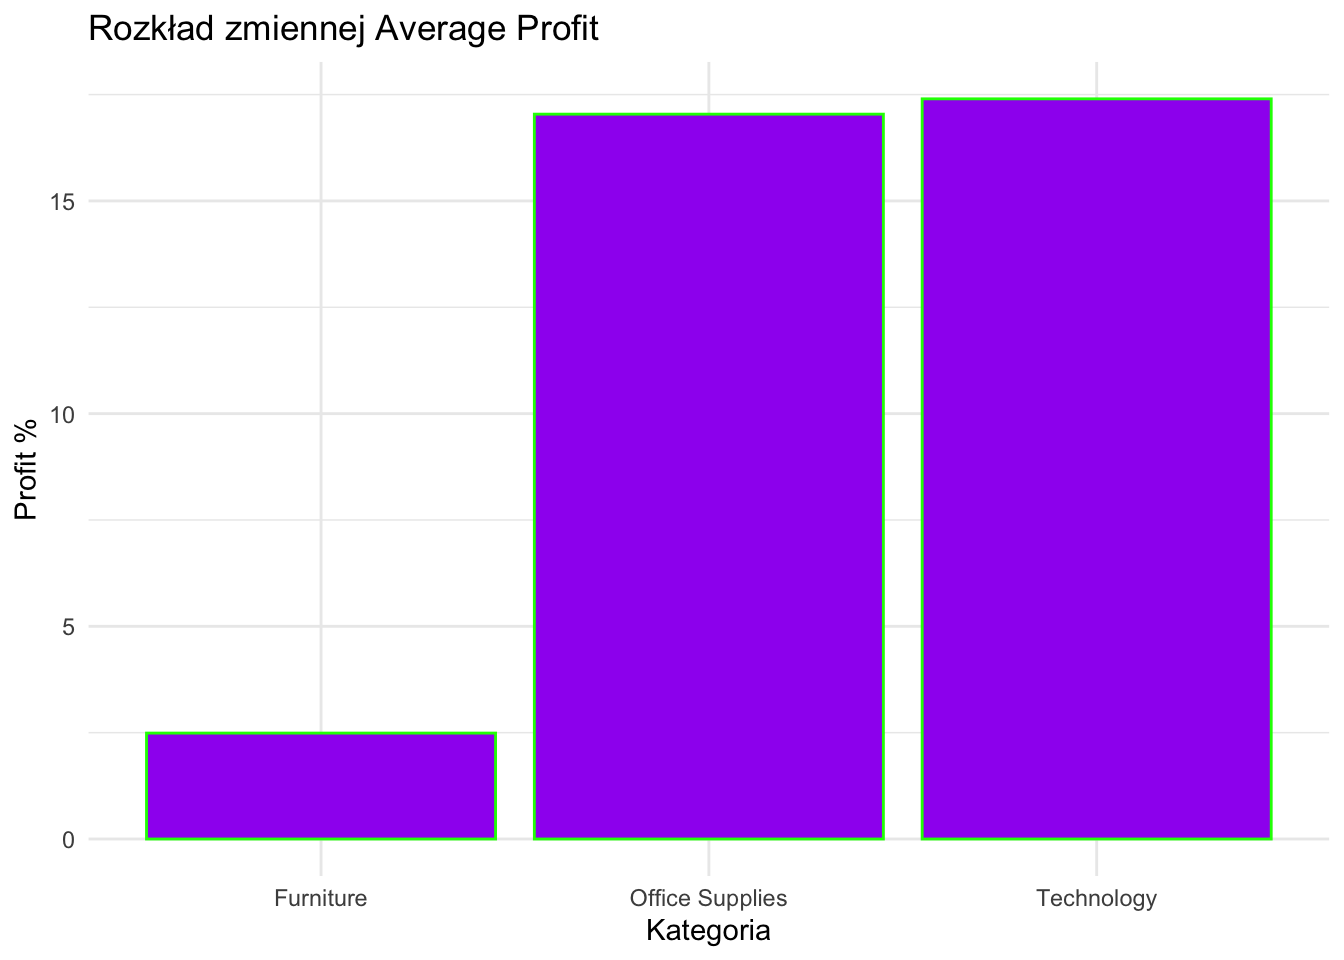 Rozkład zmiennej Average Profit
Profit %
15
10
5
0
Furniture
Office Supplies
Technology
Kategoria